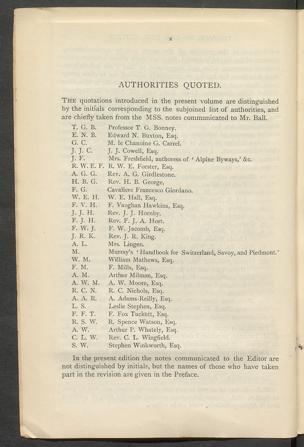 x
AUTHORITIES QUOTED.
THE quotations introduced in the present volume are distinguished
by the initials corresponding to the subjoined list of authorities, and
are chiefly taken from the MSS. notes communicated to Mr. Ball.
T. G. B. Professor T. G. Bonney.
E. N. B. Edward N. Buxton, Esq.
G. C. M. le Chanoine G. Carrel.
J. J. C. J. J. Cowell, Esq.
J. F. Mrs. Freshfield, authoress of 'Alpine Byways,' &c.
R. W. E. F. R. W. E. Forster, Esq.
A. G. G. Rev. A. G. Girdlestone.
H. B. G. Rev. H. B. George.
F. G. Cavaliere Francesco Giordano.
W. E. H. W. E. Hall, Esq.
F. V. H. F. Vaughan Hawkins, Esq.
J. J. H. Rev. J. J. Hornby.
F. J. H. Rev. F. J. A. Hort.
F. W. J. F. W. Jacomb, Esq.
J. R. K. Rev. J. R. King.
A. L. Mrs. Lingen.
M. Murray's 'Handbook for Switzerland, Savoy, and Piedmont.'
W. M. William Mathews, Esq.
F. M. F. Mills, Esq.
A. M. Arthur Milman, Esq.
A. W. M. A. W. Moore, Esq.
R. C. N. R. C. Nichols, Esq.
A. A. R. A. Adams-Reilly, Esq.
L. S. Leslie Stephen, Esq.
F. F. T. F. Fox Tuckett, Esq.
R. S. W. R. Spence Watson, Esq.
A. W. Arthur P. Whately, Esq.
C. L. W. Rev. C. L. Wingfield.
S. W. Stephen Winkworth, Esq.
In the present edition the notes communicated to the Editor are
not distinguished by initials, but the names of those who have taken
part in the revision are given in the Preface.